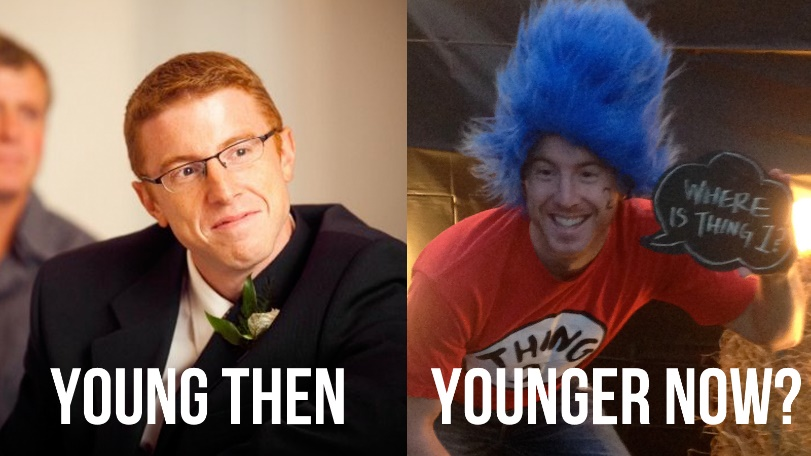 WHERE
IS THING 1?
THING
YOUNG THEN
YOUNGER NOW?